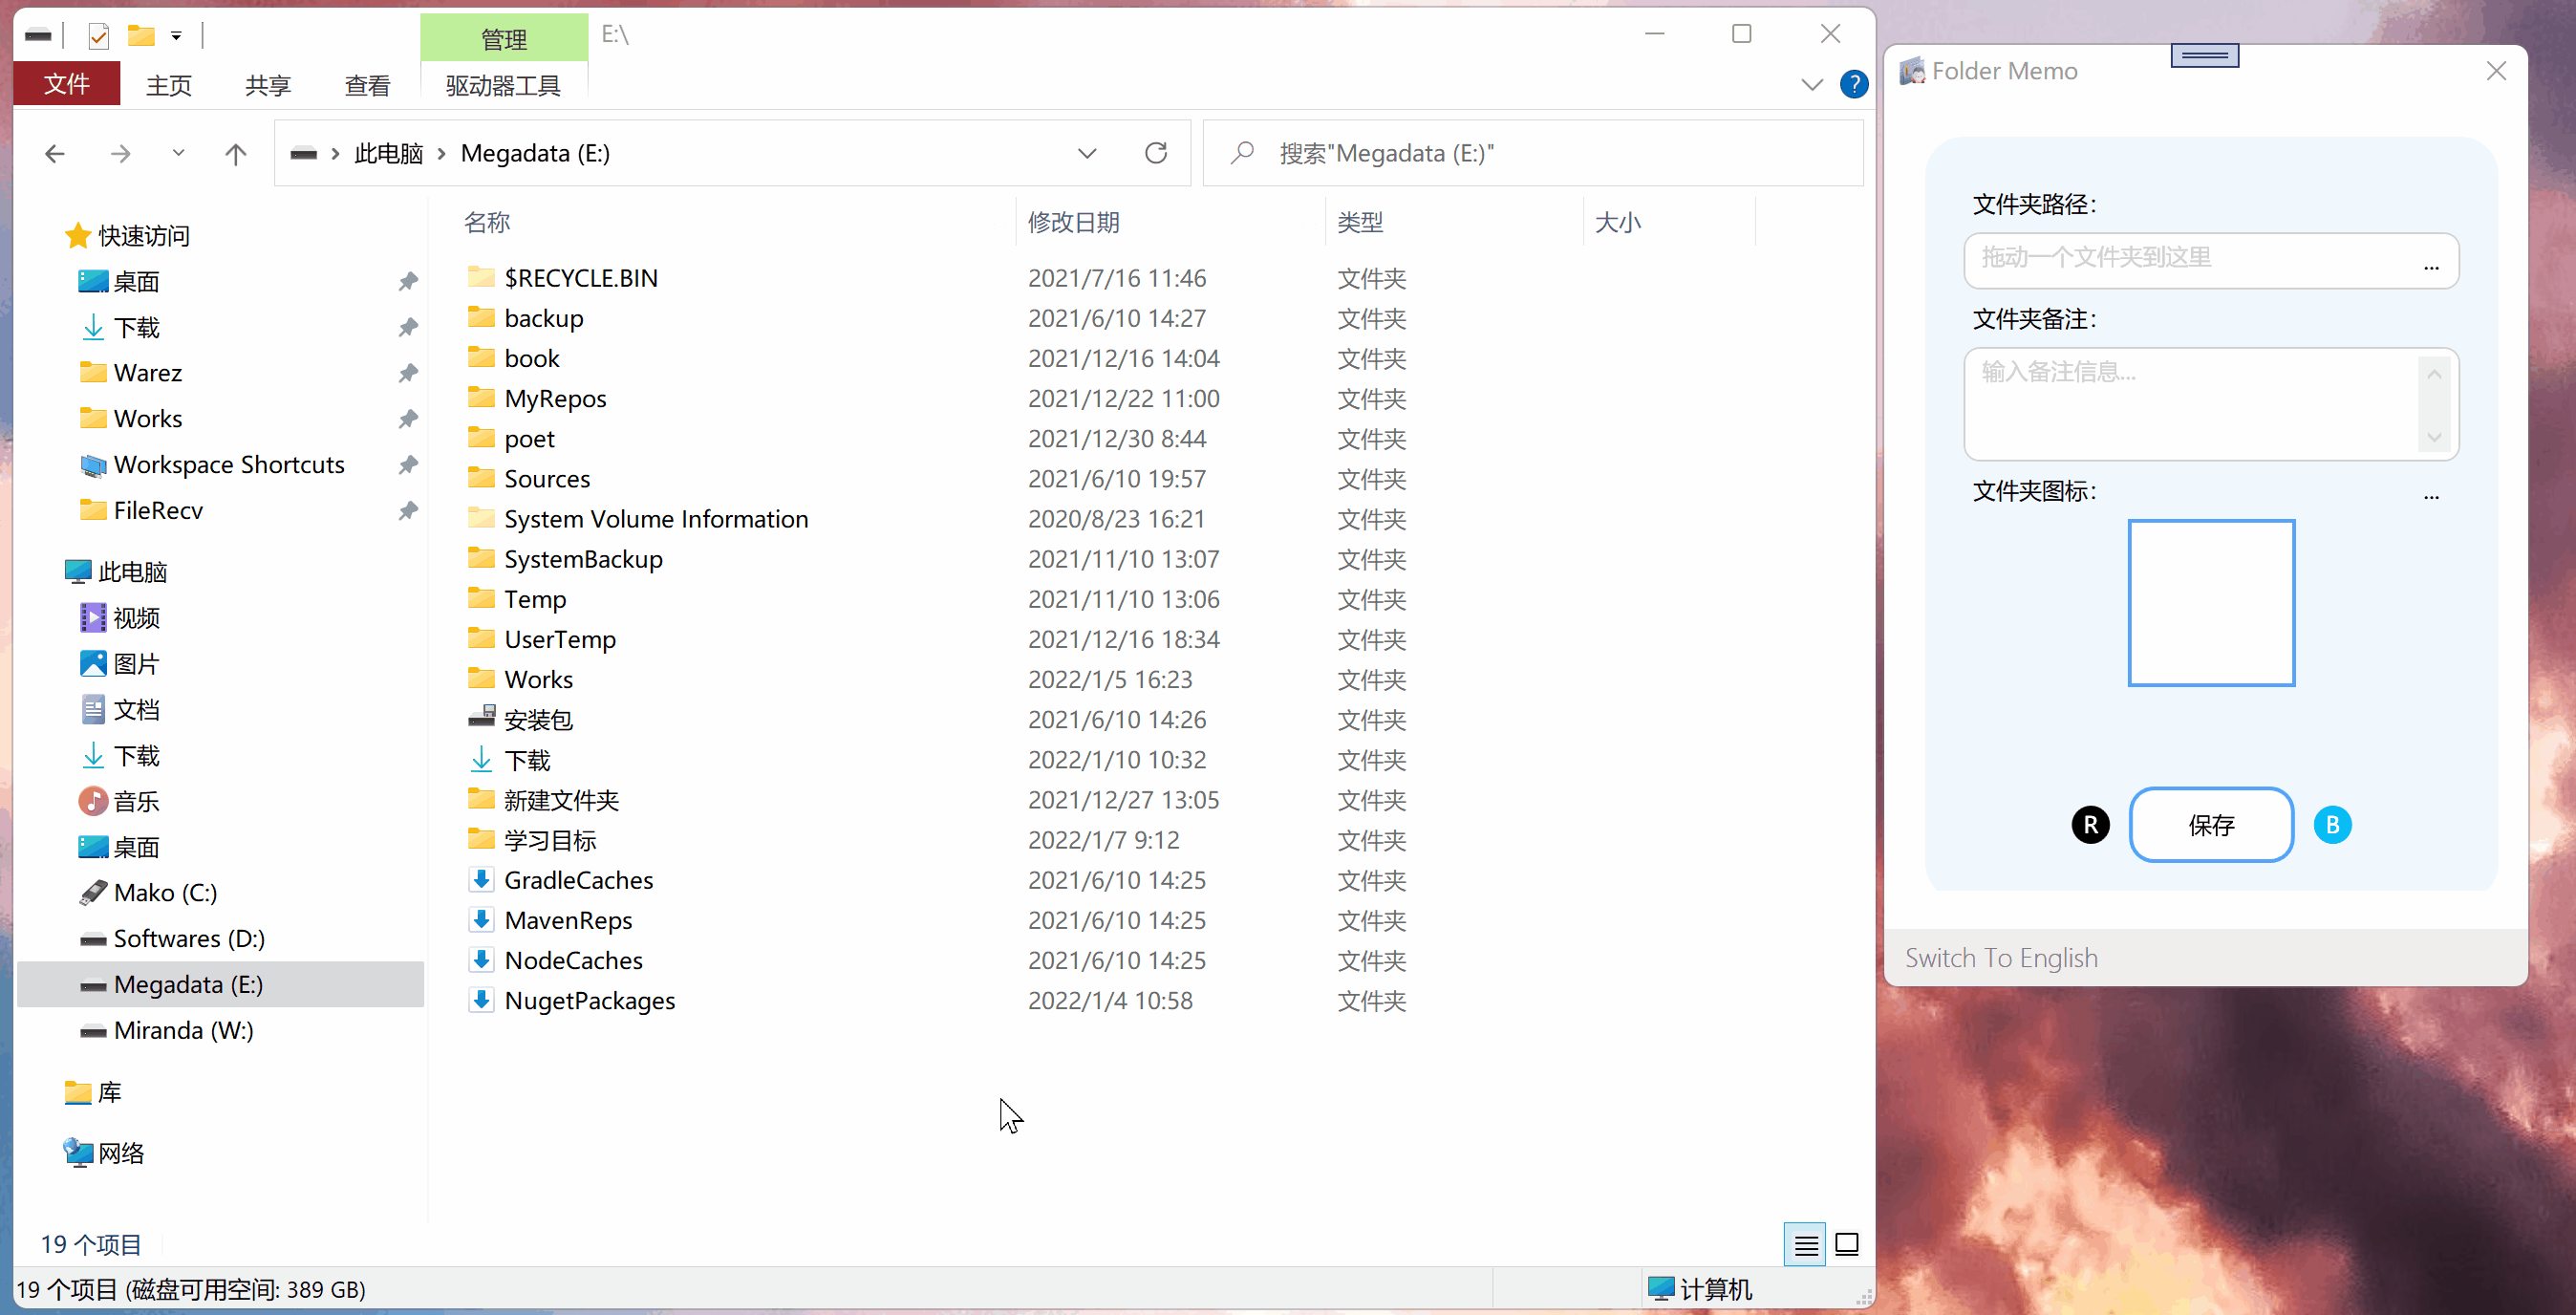 管理
E:\
文件 主页 共享 查看 驱动器工具 ?
此电脑 Megadata (E:)
搜索"Megadata (E:)"
快速访问
桌面
下载
Warez
Works
Workspace Shortcuts
FileRecv
此电脑
视频
图片
文档
下载
音乐
桌面
Mako (C:)
Softwares (D:)
Megadata (E:)
Miranda (W:)
库
网络
名称 修改日期 类型 大小
$RECYCLE.BIN 2021/7/16 11:46 文件夹
backup 2021/6/10 14:27 文件夹
book 2021/12/16 14:04 文件夹
MyRepos 2021/12/22 11:00 文件夹
poet 2021/12/30 8:44 文件夹
Sources 2021/6/10 19:57 文件夹
System Volume Information 2020/8/23 16:21 文件夹
SystemBackup 2021/11/10 13:07 文件夹
Temp 2021/11/10 13:06 文件夹
UserTemp 2021/12/16 18:34 文件夹
Works 2022/1/5 16:23 文件夹
安装包 2021/6/10 14:26 文件夹
下载 2022/1/10 10:32 文件夹
新建文件夹 2021/12/27 13:05 文件夹
学习目标 2022/1/7 9:12 文件夹
GradleCaches 2021/6/10 14:25 文件夹
MavenReps 2021/6/10 14:25 文件夹
NodeCaches 2021/6/10 14:25 文件夹
NugetPackages 2022/1/4 10:58 文件夹
19 个项目
19 个项目 (磁盘可用空间: 389 GB)
计算机
Folder Memo
文件夹路径：
拖动一个文件夹到这里 ...
文件夹备注：
输入备注信息...
文件夹图标： ...
R 保存 B
Switch To English